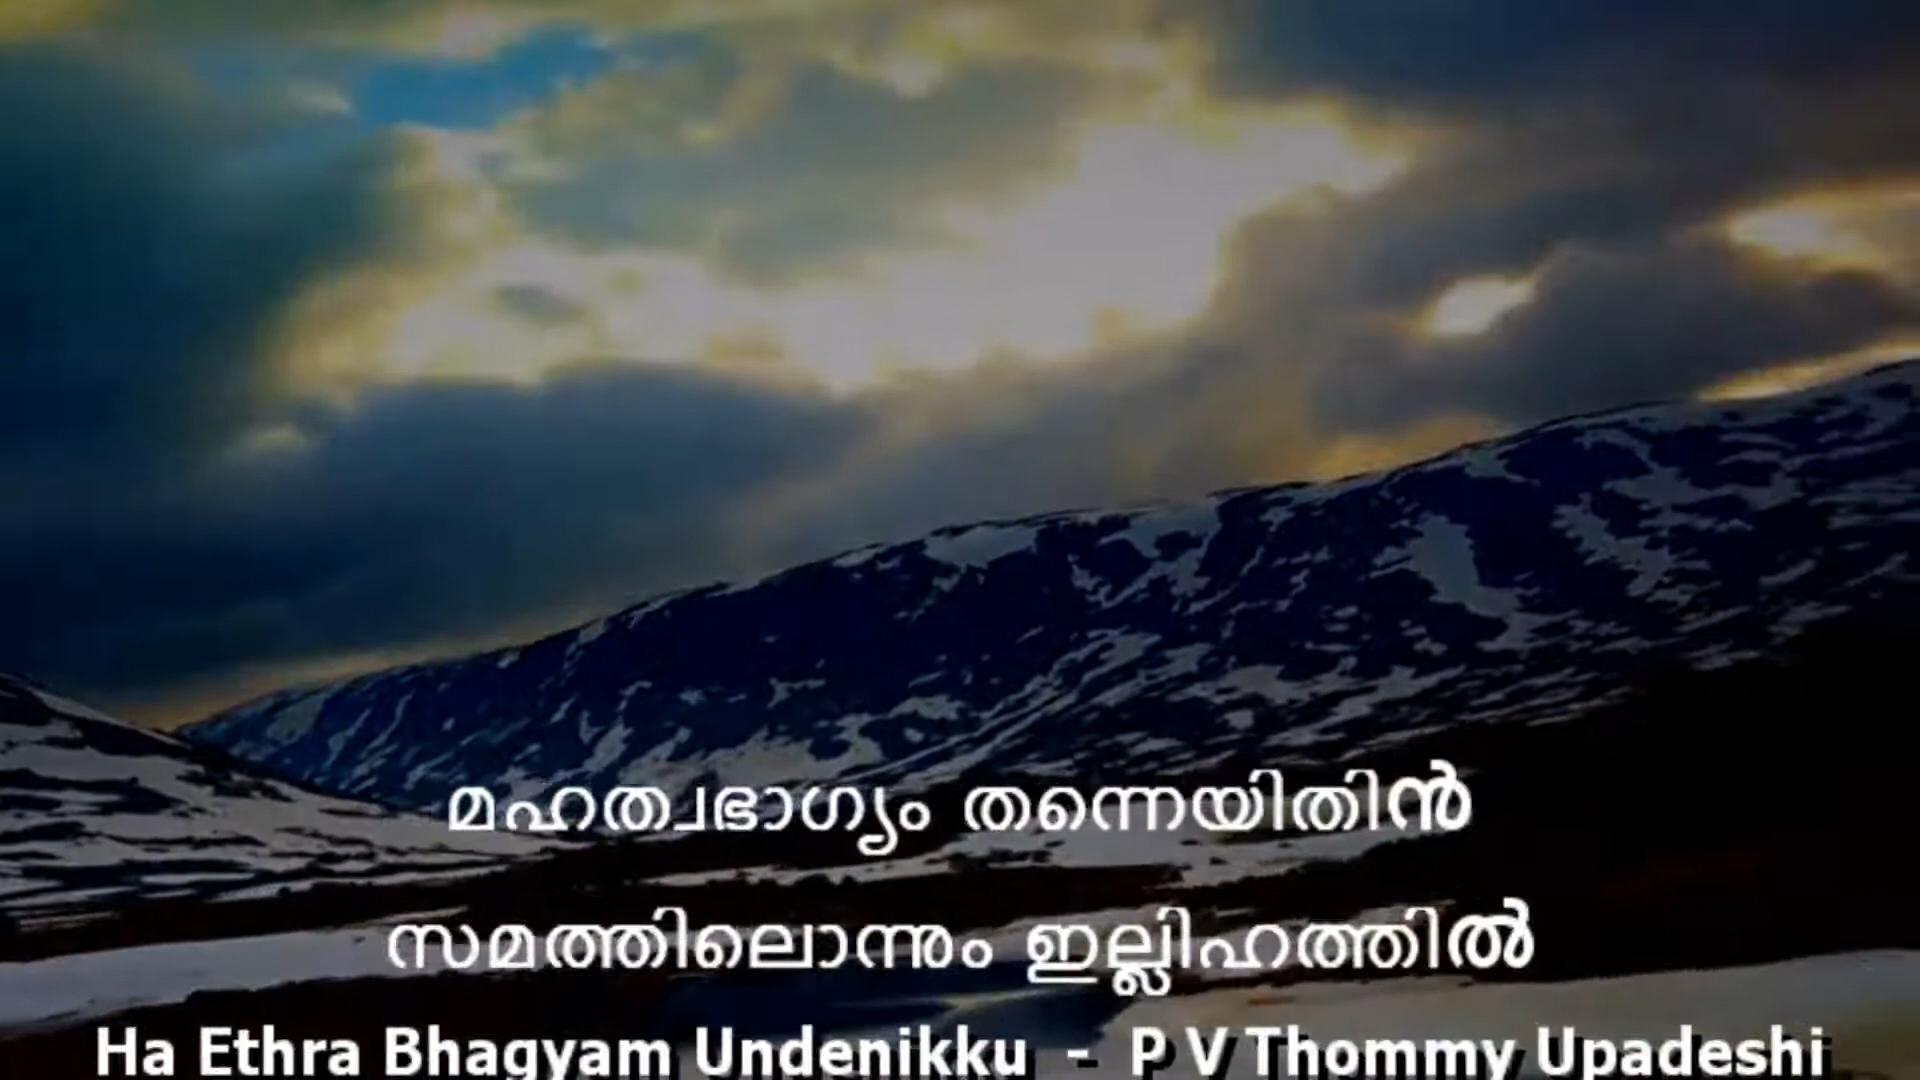 മഹത്വഭാഗ്യം തന്നെയിതിൻ
സമത്തിലൊന്നും ഇല്ലിഹത്തിൽ
Ha Ethra Bhagyam Undenikku - P V Thommy Upadeshi